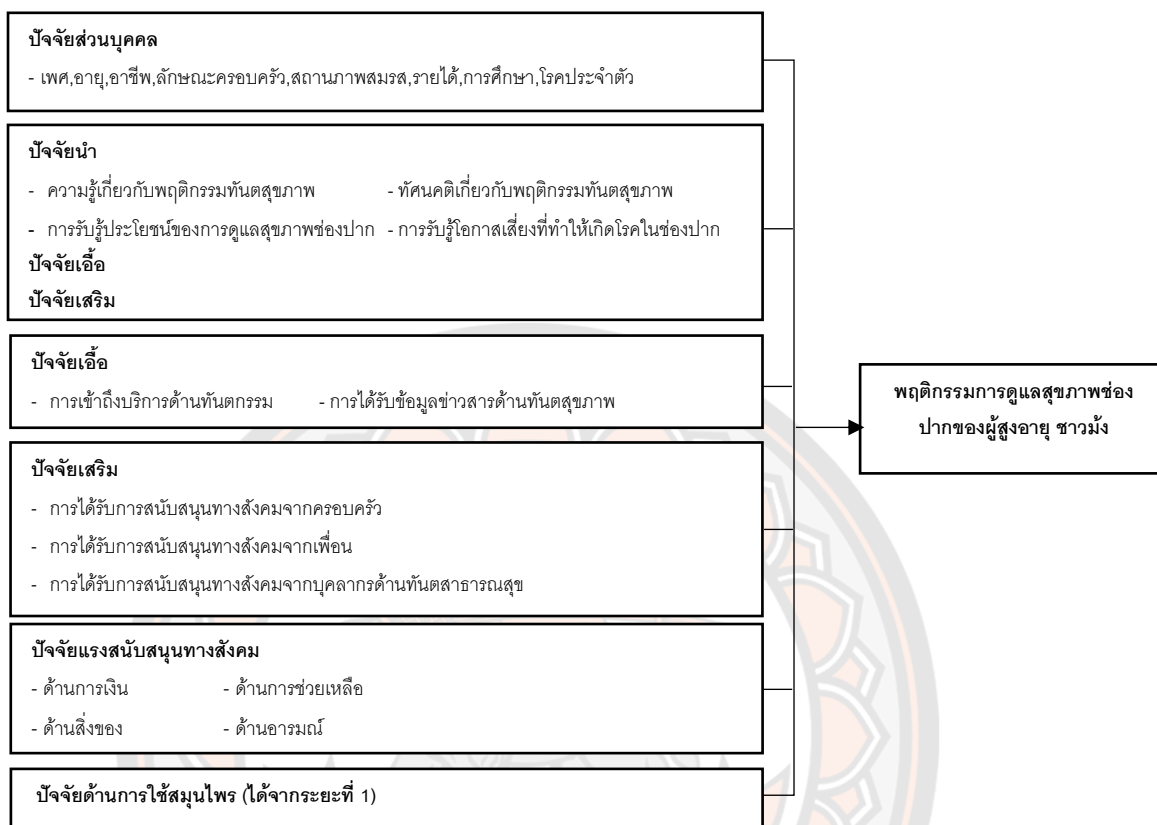 ปัจจัยส่วนบุคคล
- เพศ,อายุ,อาชีพ,ลักษณะครอบครัว,สถานภาพสมรส,รายได้,การศึกษา,โรคประจำตัว
ปัจจัยนำ
- ความรู้เกี่ยวกับพฤติกรรมทันตสุขภาพ - ทัศนคติเกี่ยวกับพฤติกรรมทันตสุขภาพ
- การรับรู้ประโยชน์ของการดูแลสุขภาพช่องปาก - การรับรู้โอกาสเสี่ยงที่ทำให้เกิดโรคในช่องปาก
ปัจจัยเอื้อ
ปัจจัยเสริม
ปัจจัยเอื้อ
- การเข้าถึงบริการด้านทันตกรรม - การได้รับข้อมูลข่าวสารด้านทันตสุขภาพ
ปัจจัยเสริม
- การได้รับการสนับสนุนทางสังคมจากครอบครัว
- การได้รับการสนับสนุนทางสังคมจากเพื่อน
- การได้รับการสนับสนุนทางสังคมจากบุคลากรด้านทันตสาธารณสุข
ปัจจัยแรงสนับสนุนทางสังคม
- ด้านการเงิน - ด้านการช่วยเหลือ
- ด้านสิ่งของ - ด้านอารมณ์
ปัจจัยด้านการใช้สมุนไพร (ได้จากระยะที่ 1)
พฤติกรรมการดูแลสุขภาพช่อง
ปากของผู้สูงอายุ ชาวม้ง